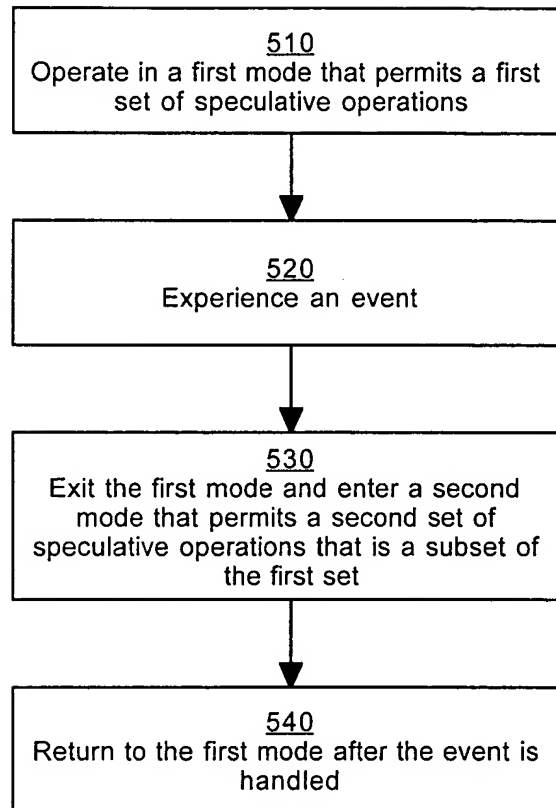 510
Operate in a first mode that permits a first
set of speculative operations
520
Experience an event
530
Exit the first mode and enter a second
mode that permits a second set of
speculative operations that is a subset of
the first set
540
Return to the first mode after the event is
handled